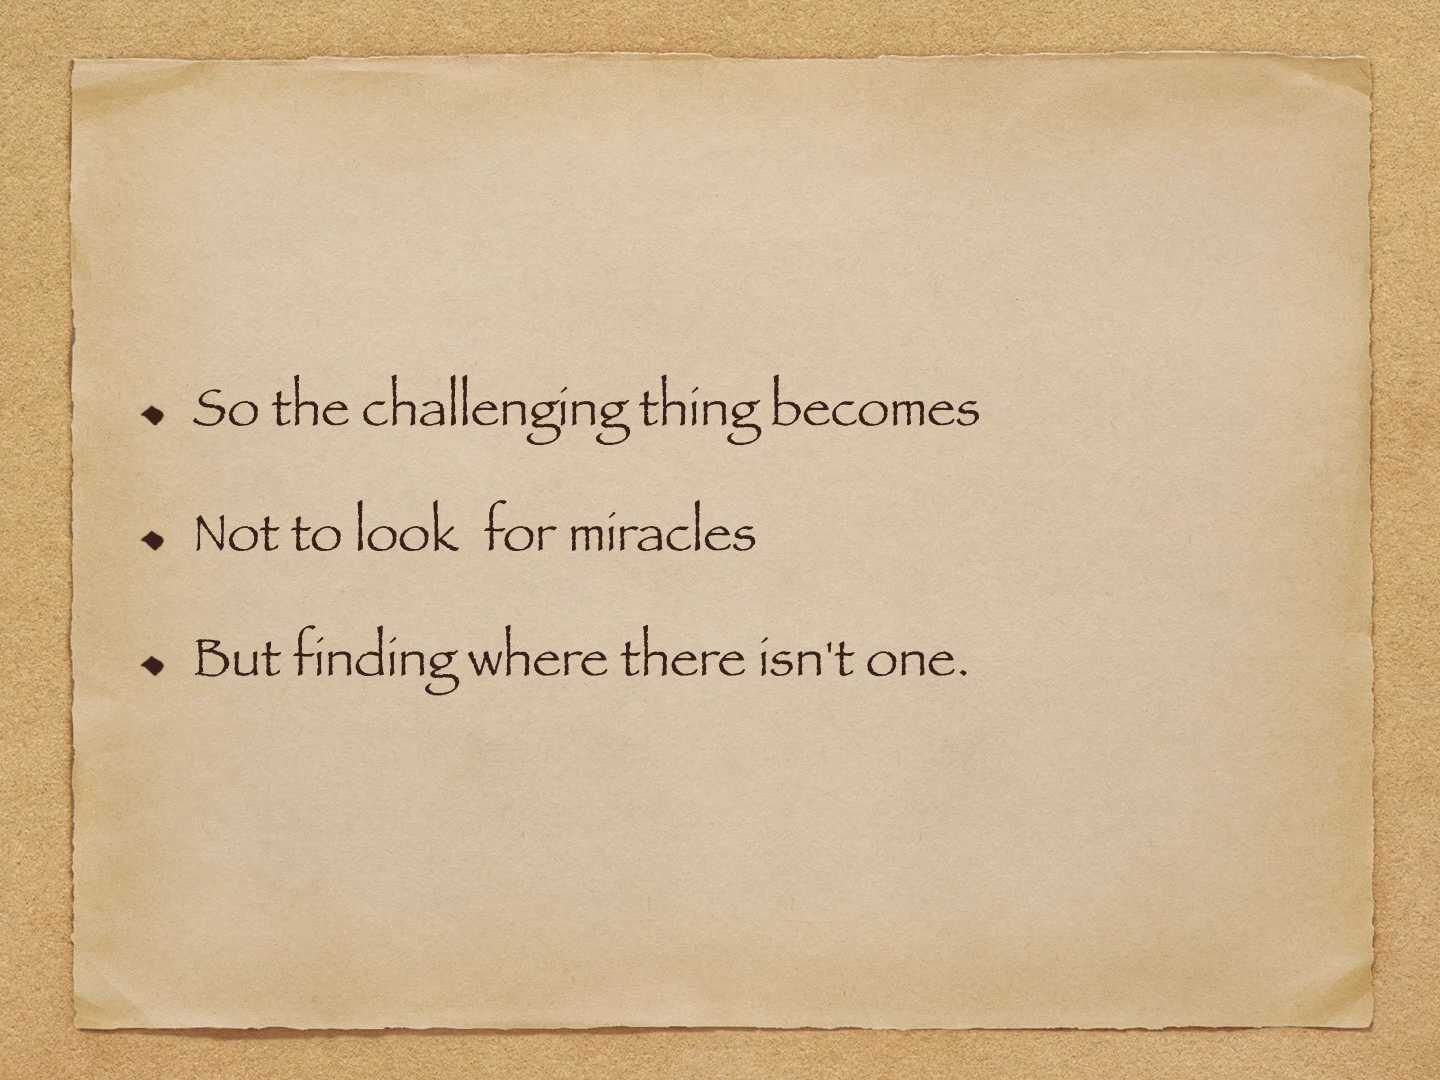 So the challenging thing becomes
Not to look  for miracles
But finding where there isn't one.